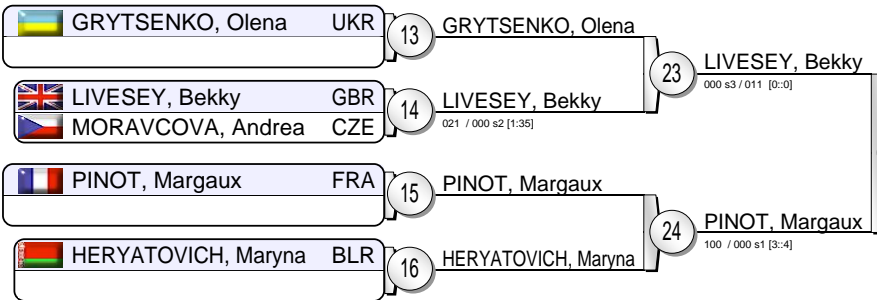 GRYTSENKO, Olena UKR
13
GRYTSENKO, Olena
23
LIVESEY, Bekky
000 s3 / 011 [0::0]
LIVESEY, Bekky GBR
MORAVCOVA, Andrea CZE
14
LIVESEY, Bekky
021 / 000 s2 [1:35]
PINOT, Margaux FRA
15
PINOT, Margaux
24
PINOT, Margaux
100 / 000 s1 [3::4]
HERYATOVICH, Maryna BLR
16
HERYATOVICH, Maryna